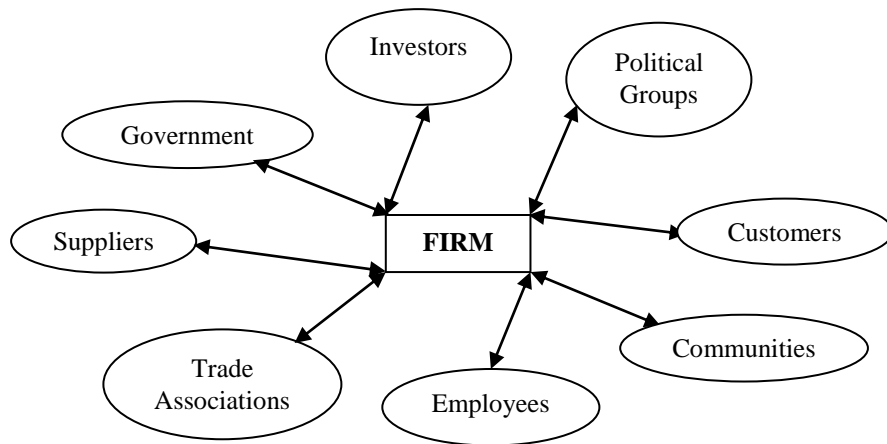 Investors
Political
Groups
Government
Suppliers
FIRM
Customers
Trade
Associations
Employees
Communities